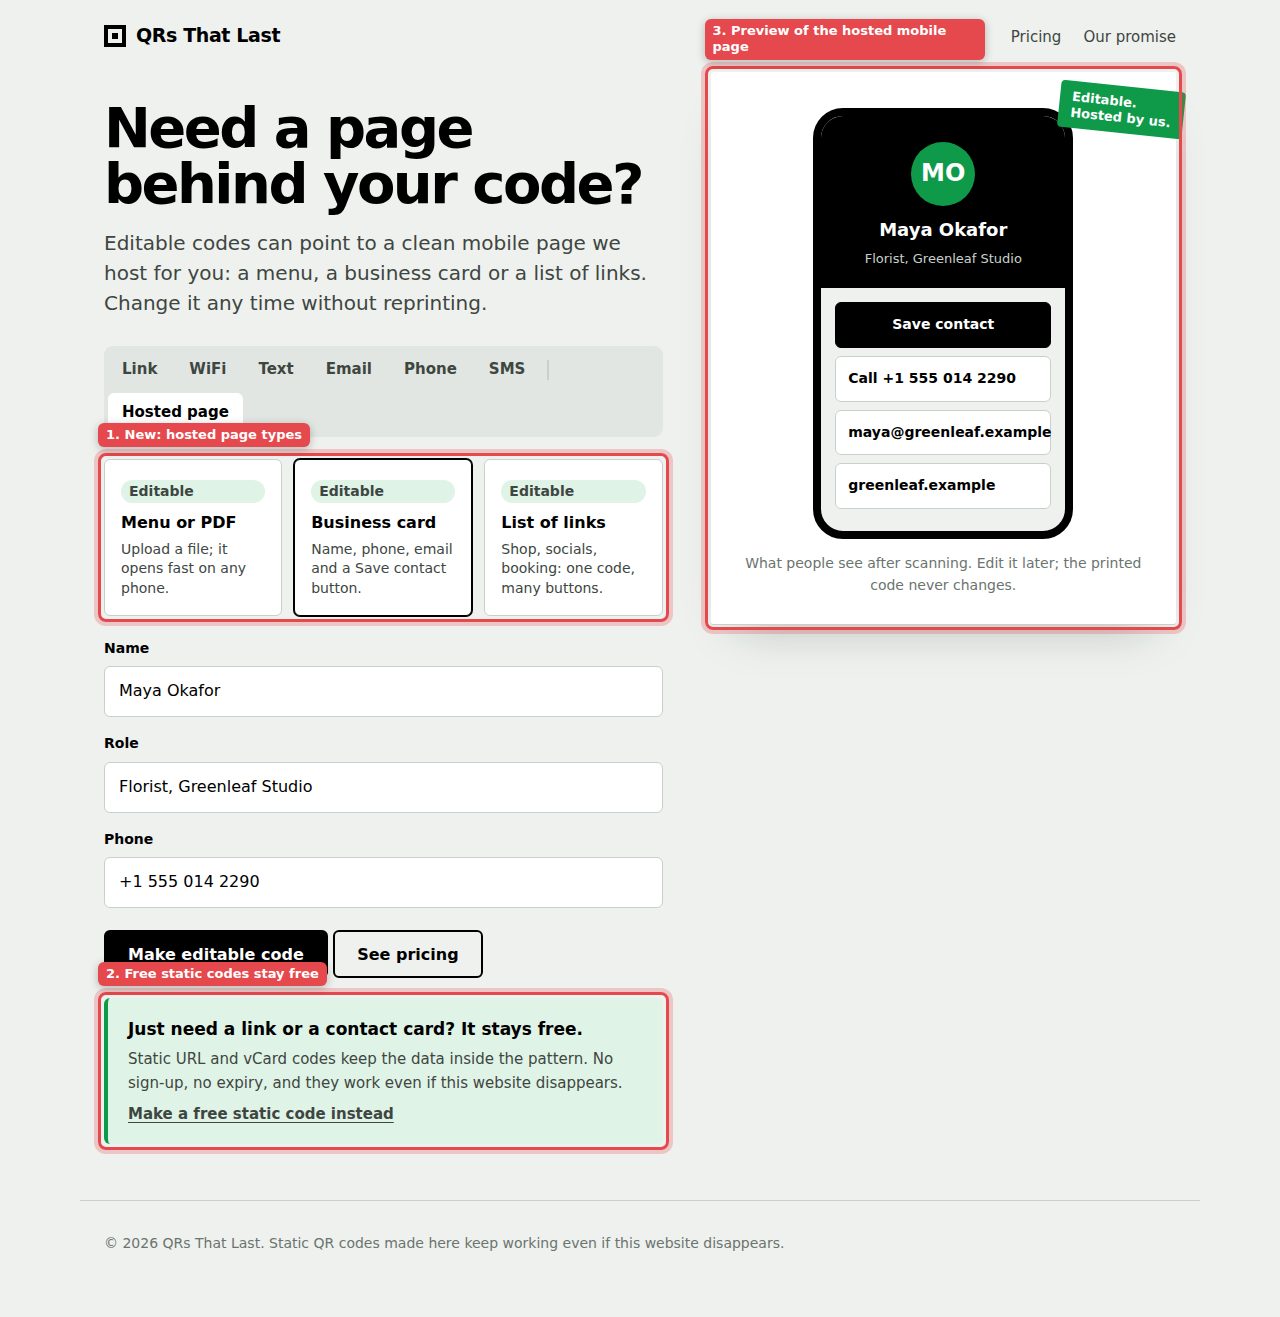 QRs That Last
3. Preview of the hosted mobile
page
Pricing
Our promise
Need a page
behind your code?
Editable codes can point to a clean mobile page we
host for you: a menu, a business card or a list of links.
Change it any time without reprinting.
Link
WiFi
Text
Email
Phone
SMS
Hosted page
1. New: hosted page types
Editable
Menu or PDF
Upload a file; it
opens fast on any
phone.
Editable
Business card
Name, phone, email
and a Save contact
button.
Editable
List of links
Shop, socials,
booking: one code,
many buttons.
Name
Maya Okafor
Role
Florist, Greenleaf Studio
Phone
+1 555 014 2290
Make editable code
See pricing
2. Free static codes stay free
Just need a link or a contact card? It stays free.
Static URL and vCard codes keep the data inside the pattern. No
sign-up, no expiry, and they work even if this website disappears.
Make a free static code instead
Editable.
Hosted by us.
MO
Maya Okafor
Florist, Greenleaf Studio
Save contact
Call +1 555 014 2290
maya@greenleaf.example
greenleaf.example
What people see after scanning. Edit it later; the printed
code never changes.
© 2026 QRs That Last. Static QR codes made here keep working even if this website disappears.